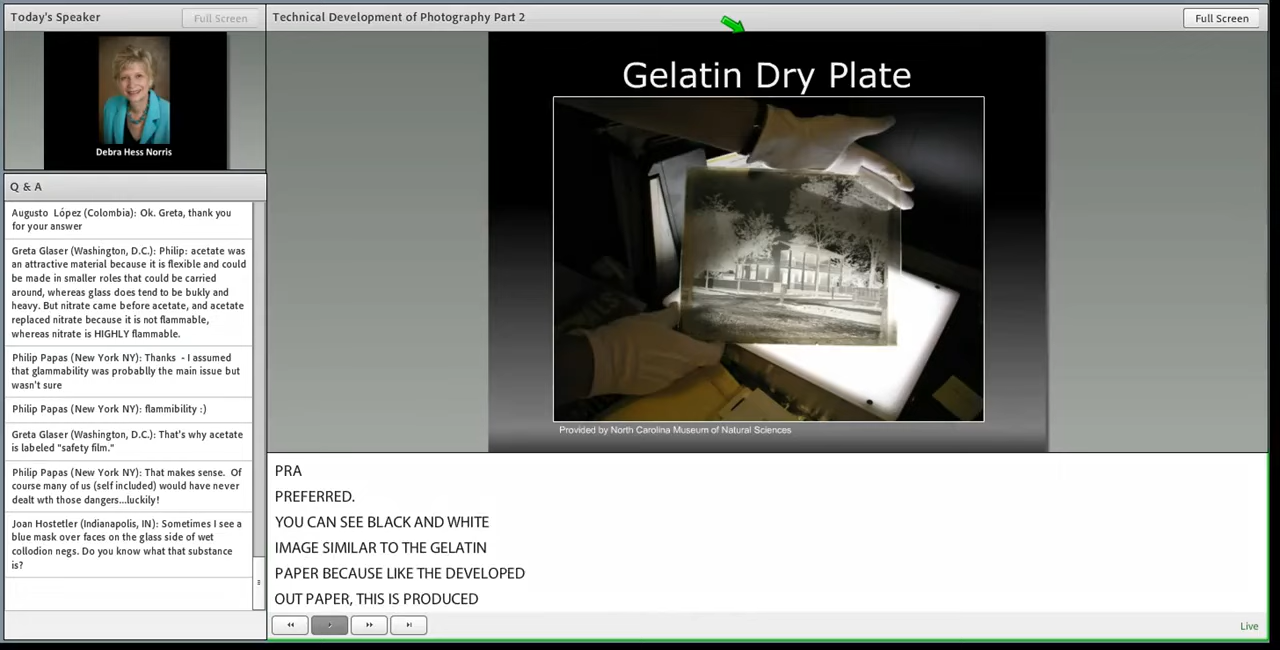 Today's Speaker
Full Screen
Technical Development of Photography Part 2
Full Screen
Debra Hess Norris
Gelatin Dry Plate
Provided by North Carolina Museum of Natural Sciences
Q & A
Augusto López (Colombia): Ok. Greta, thank you
for your answer
Greta Glaser (Washington, D.C.): Philip: acetate was
an attractive material because it is flexible and could
be made in smaller roles that could be carried
around, whereas glass does tend to be bukly and
heavy. But nitrate came before acetate, and acetate
replaced nitrate because it is not flammable,
whereas nitrate is HIGHLY flammable.
Philip Papas (New York NY): Thanks - I assumed
that glammability was probablly the main issue but
wasn't sure
Philip Papas (New York NY): flammibility :)
Greta Glaser (Washington, D.C.): That's why acetate
is labeled "safety film."
Philip Papas (New York NY): That makes sense. Of
course many of us (self included) would have never
dealt wth those dangers...luckily!
Joan Hostetler (Indianapolis, IN): Sometimes I see a
blue mask over faces on the glass side of wet
collodion negs. Do you know what that substance
is?
PRA
PREFERRED.
YOU CAN SEE BLACK AND WHITE
IMAGE SIMILAR TO THE GELATIN
PAPER BECAUSE LIKE THE DEVELOPED
OUT PAPER, THIS IS PRODUCED
Live